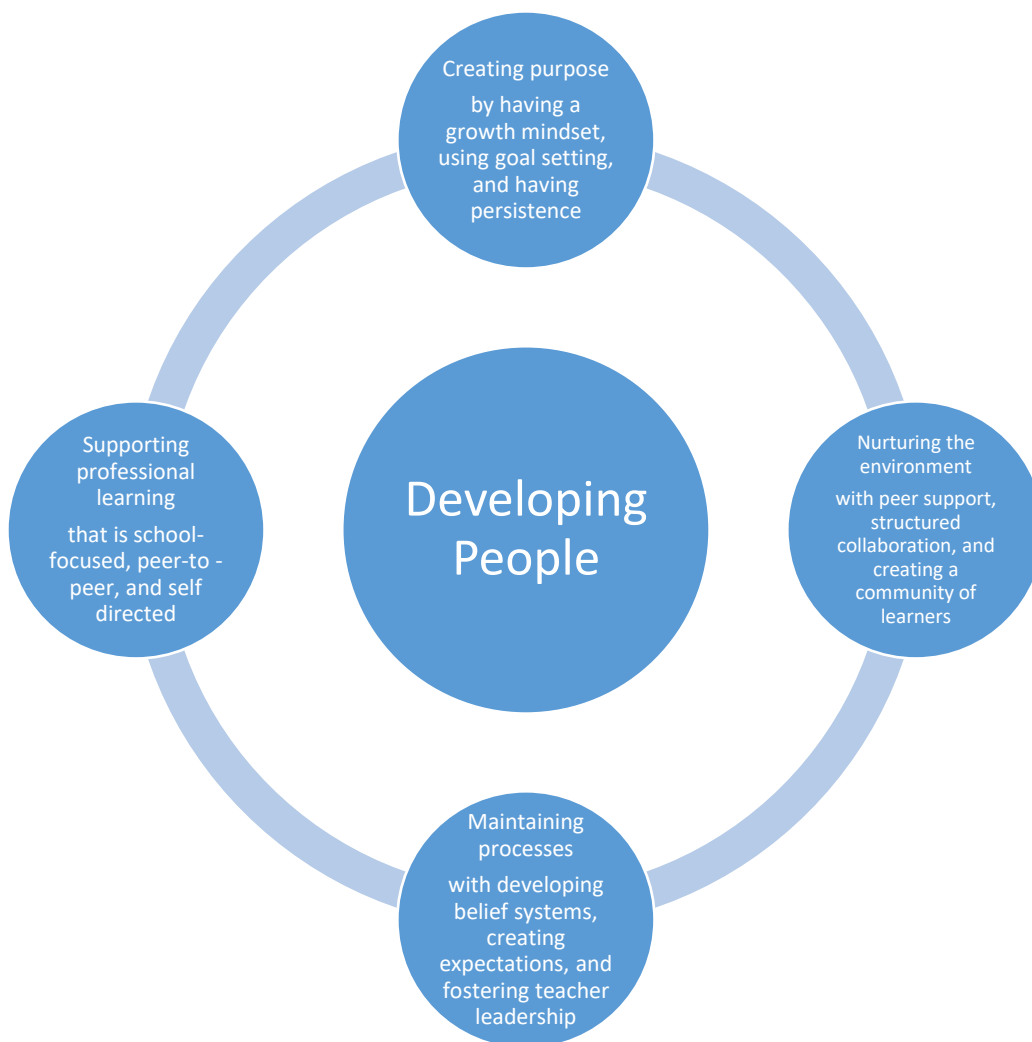 Creating purpose
by having a
growth mindset,
using goal setting,
and having
persistence
Supporting
professional
learning
that is school-
focused, peer-to -
peer, and self
directed
Developing
People
Nurturing the
environment
with peer support,
structured
collaboration, and
creating a
community of
learners
Maintaining
processes
with developing
belief systems,
creating
expectations, and
fostering teacher
leadership